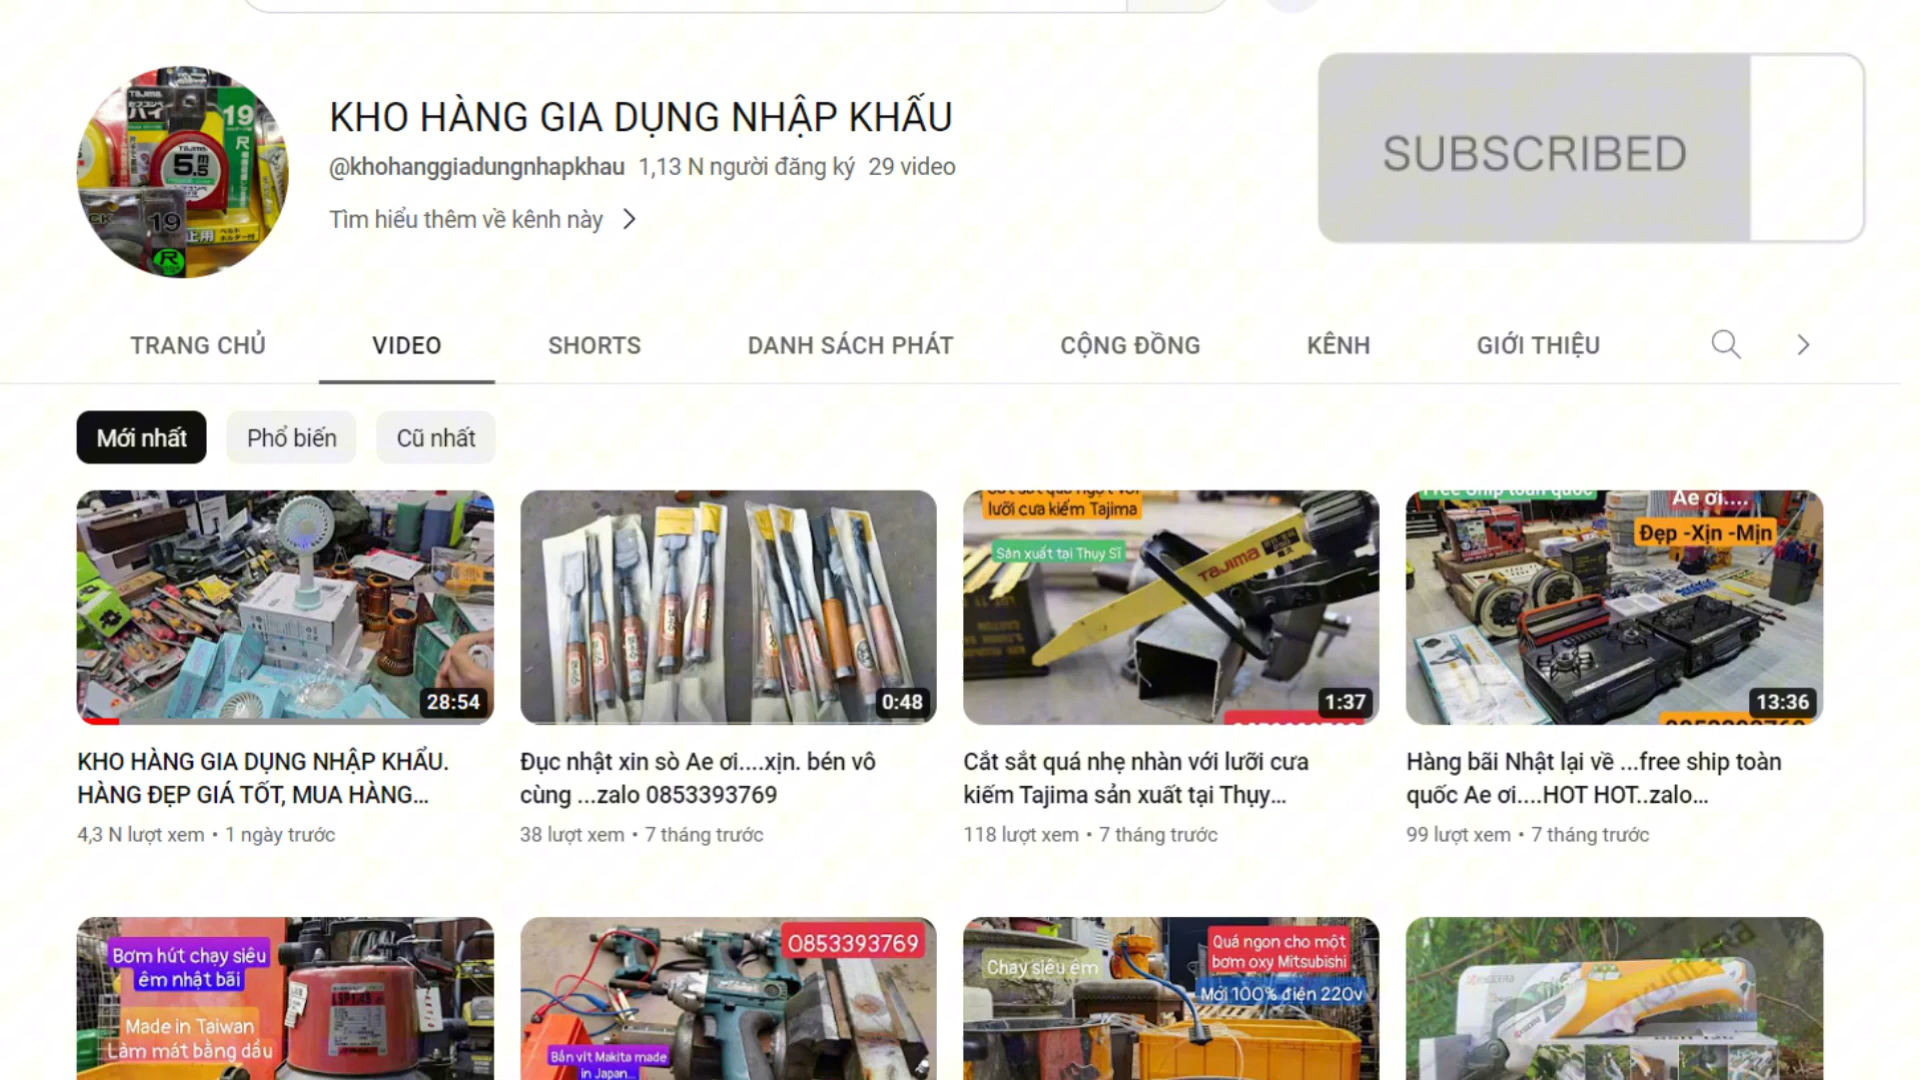 KHO HÀNG GIA DỤNG NHẬP KHẨU
@khohanggiadungnhapkhau 1,13 N người đăng ký 29 video
Tìm hiểu thêm về kênh này
SUBSCRIBED
TRANG CHỦ VIDEO SHORTS DANH SÁCH PHÁT CỘNG ĐỒNG KÊNH GIỚI THIỆU
Mới nhất Phổ biến Cũ nhất
28:54
0:48
lưỡi cưa kiếm Tajima
Sản xuất tại Thụy Sĩ
TAJIMA
1:37
Free Ship toàn quốc
Ae ơi....
Đẹp -Xịn -Mịn
13:36
KHO HÀNG GIA DỤNG NHẬP KHẨU.
HÀNG ĐẸP GIÁ TỐT, MUA HÀNG...
4,3 N lượt xem • 1 ngày trước
Đục nhật xin sò Ae ơi....xịn. bén vô
cùng ...zalo 0853393769
38 lượt xem • 7 tháng trước
Cắt sắt quá nhẹ nhàn với lưỡi cưa
kiếm Tajima sản xuất tại Thụy...
118 lượt xem • 7 tháng trước
Hàng bãi Nhật lại về ...free ship toàn
quốc Ae ơi....HOT HOT..zalo...
99 lượt xem • 7 tháng trước
Bơm hút chạy siêu
êm nhật bãi
Made in Taiwan
Làm mát bằng dầu
0853393769
Bắn vít Makita made
in Japan...
Chạy siêu êm
Quá ngon cho một
bơm oxy Mitsubishi
Mới 100% điện 220v